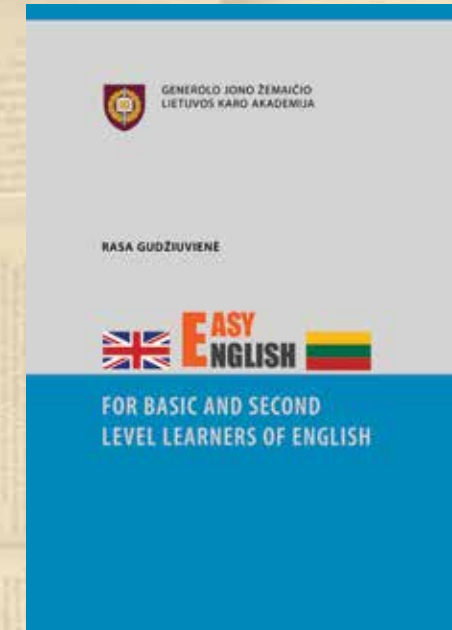 GENEROLO JONO ŽEMAIČIO
LIETUVOS KARO AKADEMIJA
RASA GUDŽIUVIENĖ
EASY
ENGLISH
FOR BASIC AND SECOND
LEVEL LEARNERS OF ENGLISH